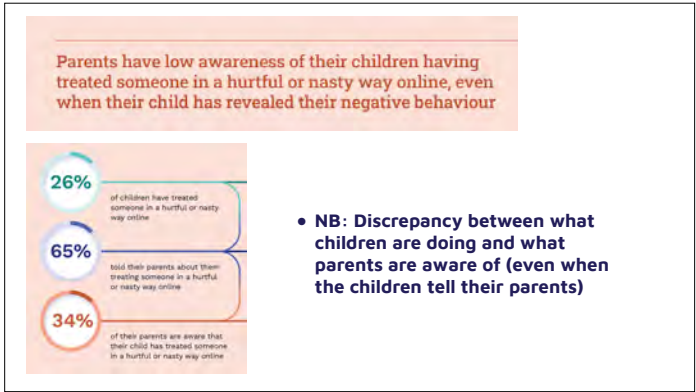 Parents have low awareness of their children having
treated someone in a hurtful or nasty way online, even
when their child has revealed their negative behaviour
26%
of children have treated
someone in a hurtful or nasty
way online
65%
told their parents about them
treating someone in a hurtful
or nasty way online
34%
of their parents are aware that
their child has treated someone
in a hurtful or nasty way online
• NB: Discrepancy between what
children are doing and what
parents are aware of (even when
the children tell their parents)